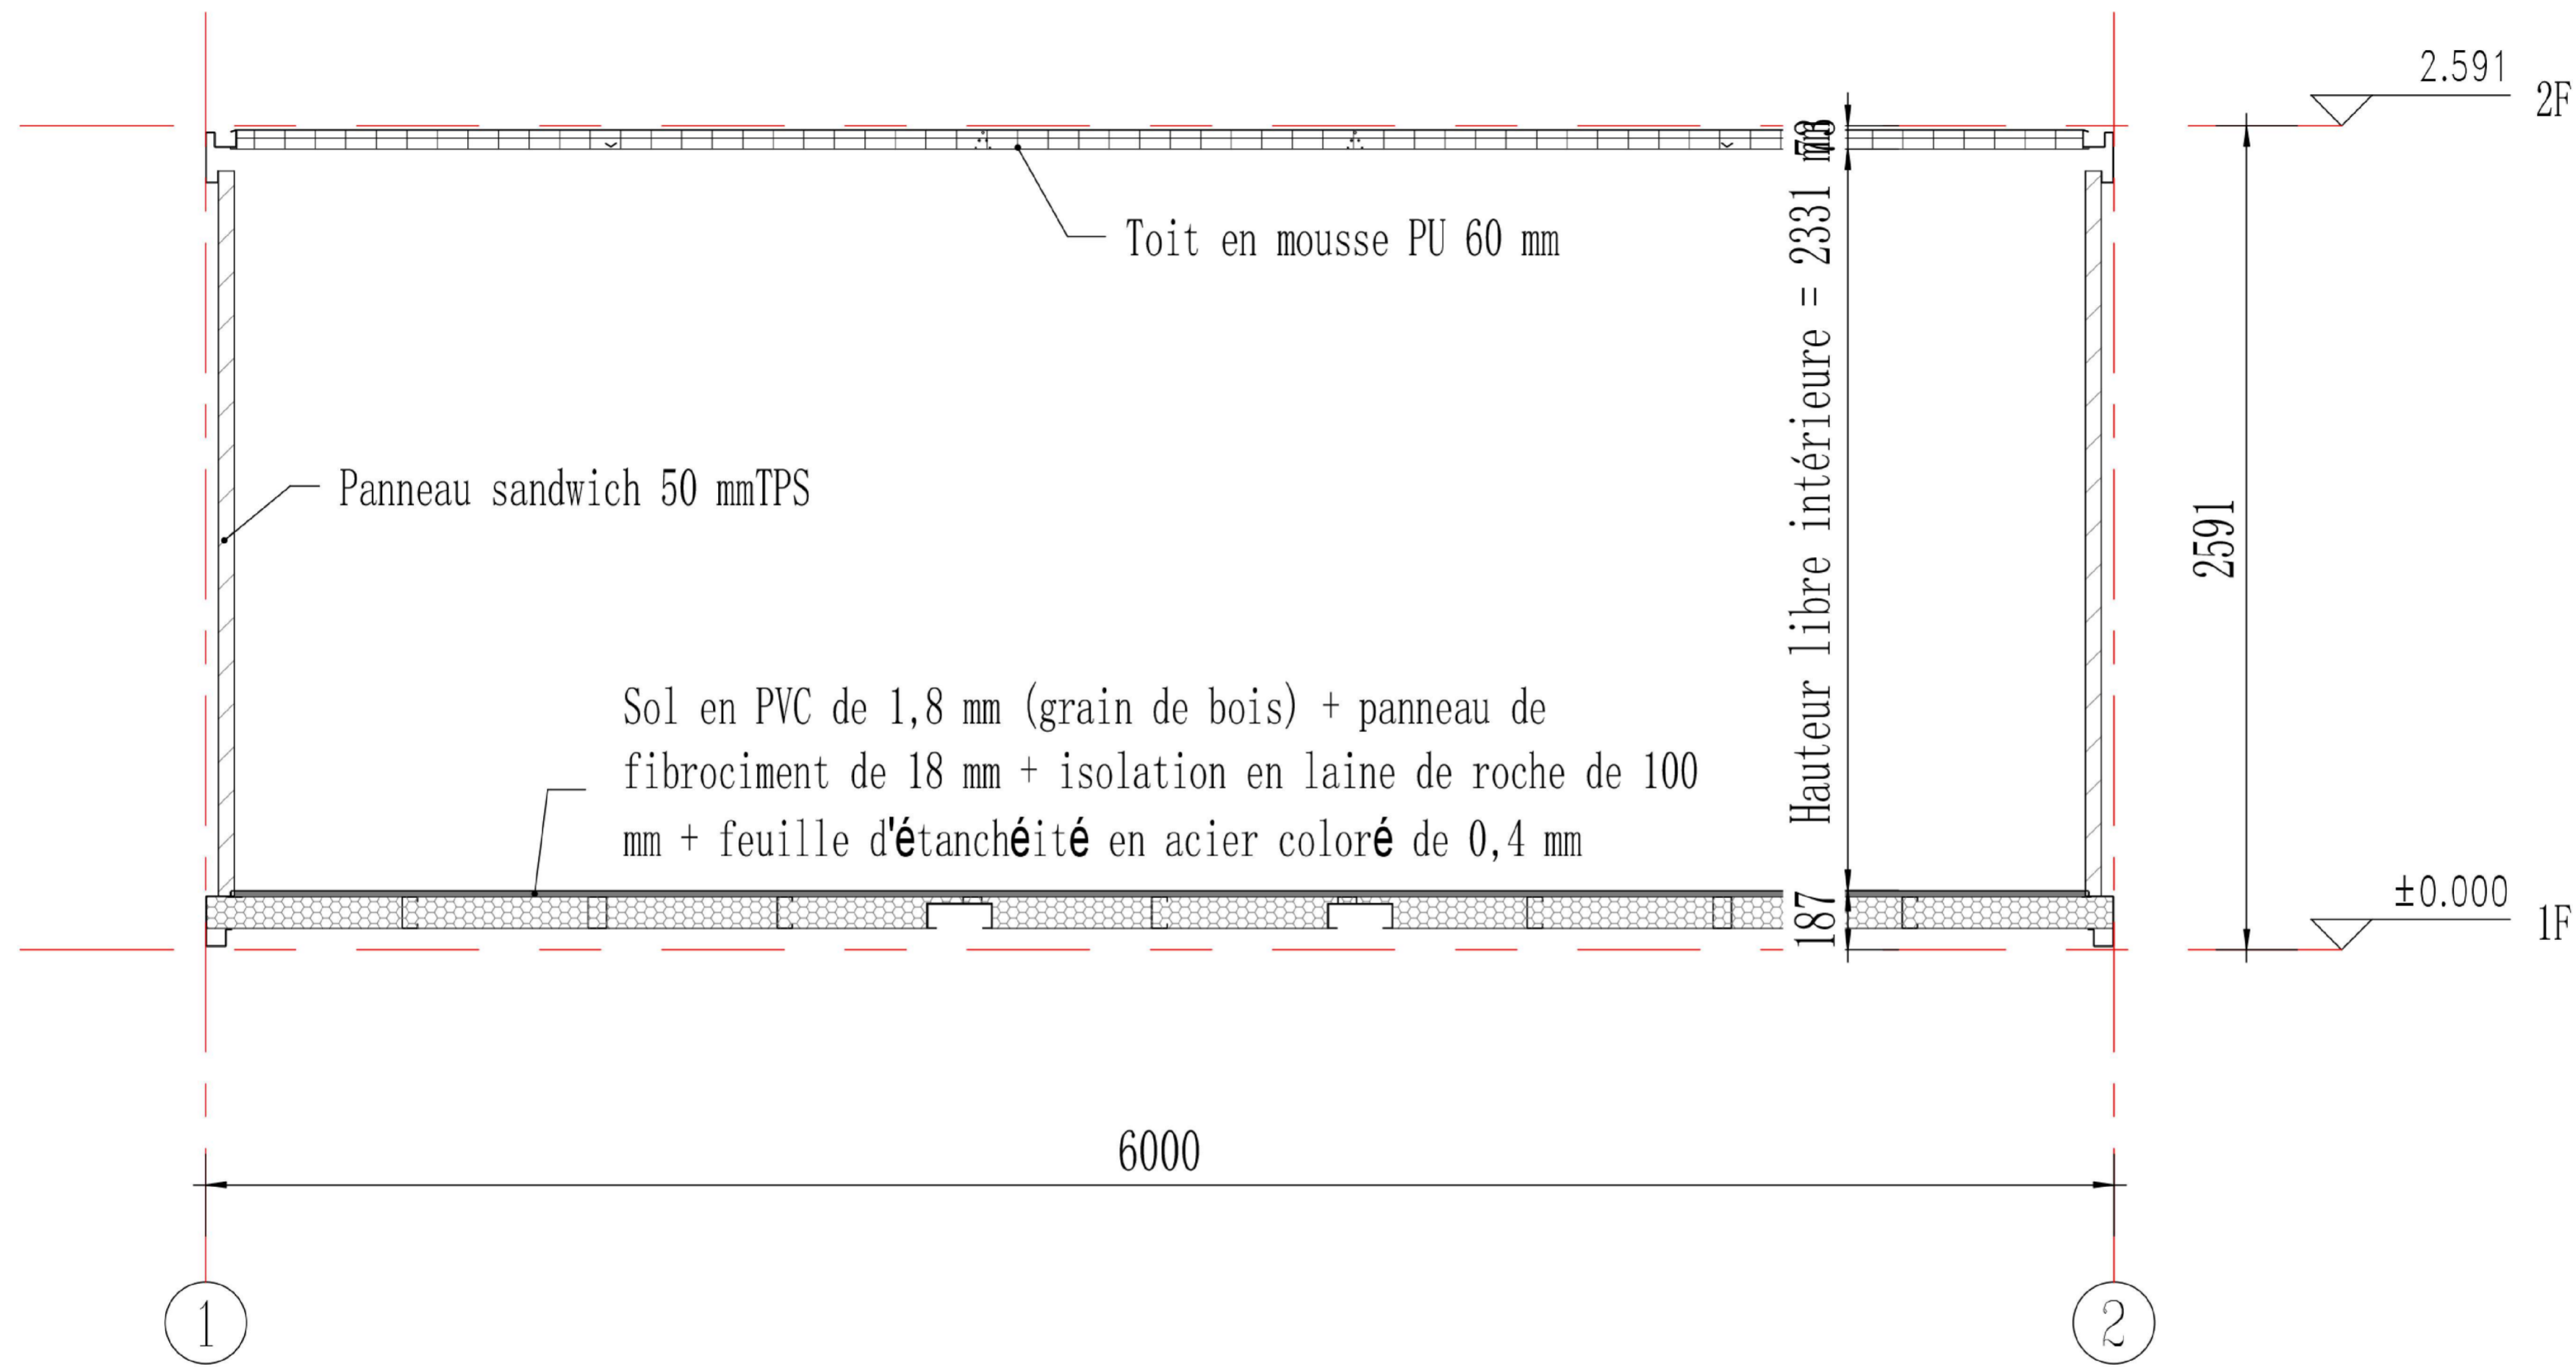 2.591
2F
Toit en mousse PU 60 mm
Hauteur libre intérieure = 2331 mm
Panneau sandwich 50 mmTPS
2591
Sol en PVC de 1,8 mm (grain de bois) + panneau de
fibrociment de 18 mm + isolation en laine de roche de 100
mm + feuille d'étanchéité en acier coloré de 0,4 mm
187
±0.000
1F
6000
1
2